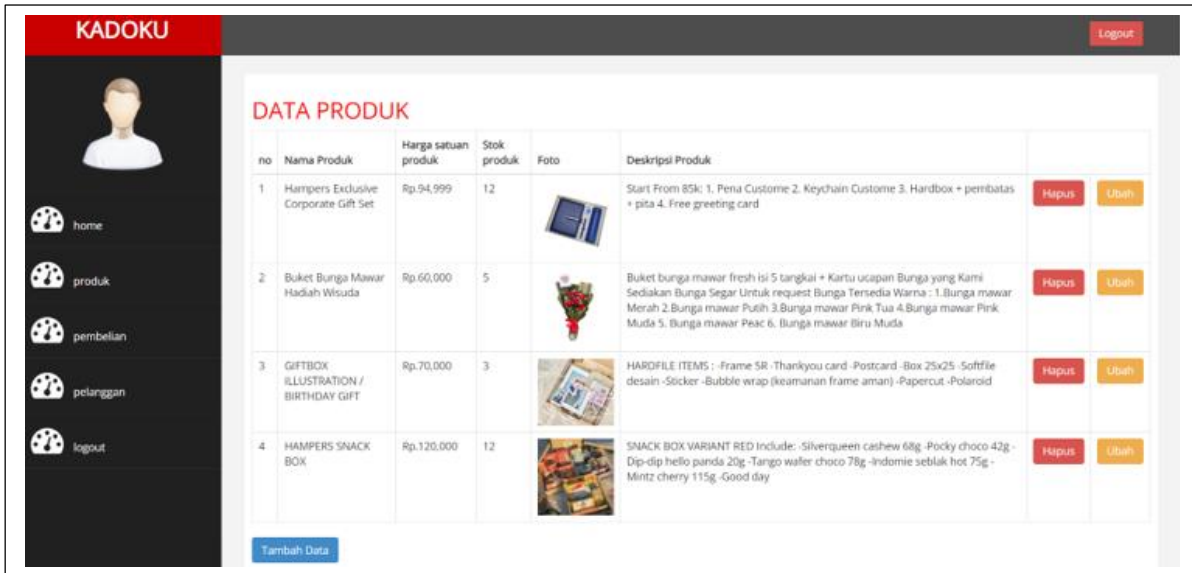 KADOKU
Logout
home
produk
pembelian
pelanggan
logout
DATA PRODUK
no Nama Produk Harga satuan produk Stok produk Foto Deskripsi Produk
1 Hampers Exclusive Corporate Gift Set Rp.94,999 12 Start From 85k: 1. Pena Custome 2. Keychain Custome 3. Hardbox + pembatas
+ pita 4. Free greeting card
Hapus Ubah
2 Buket Bunga Mawar Hadiah Wisuda Rp.60,000 5 Buket bunga mawar fresh isi 5 tangkai + Kartu ucapan Bunga yang Kami
Sediakan Bunga Segar Untuk request Bunga Tersedia Warna : 1.Bunga mawar
Merah 2.Bunga mawar Putih 3.Bunga mawar Pink Tua 4.Bunga mawar Pink
Muda 5. Bunga mawar Peac 6. Bunga mawar Biru Muda
Hapus Ubah
3 GIFTBOX ILLUSTRATION / BIRTHDAY GIFT Rp.70,000 3 HARDFILE ITEMS : -Frame 5R -Thankyou card -Postcard -Box 25x25 -Softfile
desain -Sticker -Bubble wrap (keamanan frame aman) -Papercut -Polaroid
Hapus Ubah
4 HAMPERS SNACK BOX Rp.120,000 12 SNACK BOX VARIANT RED Include: -Silverqueen cashew 68g -Pocky choco 42g -
Dip-dip hello panda 20g -Tango wafer choco 78g -Indomie seblak hot 75g -
Mintz cherry 115g -Good day
Hapus Ubah
Tambah Data